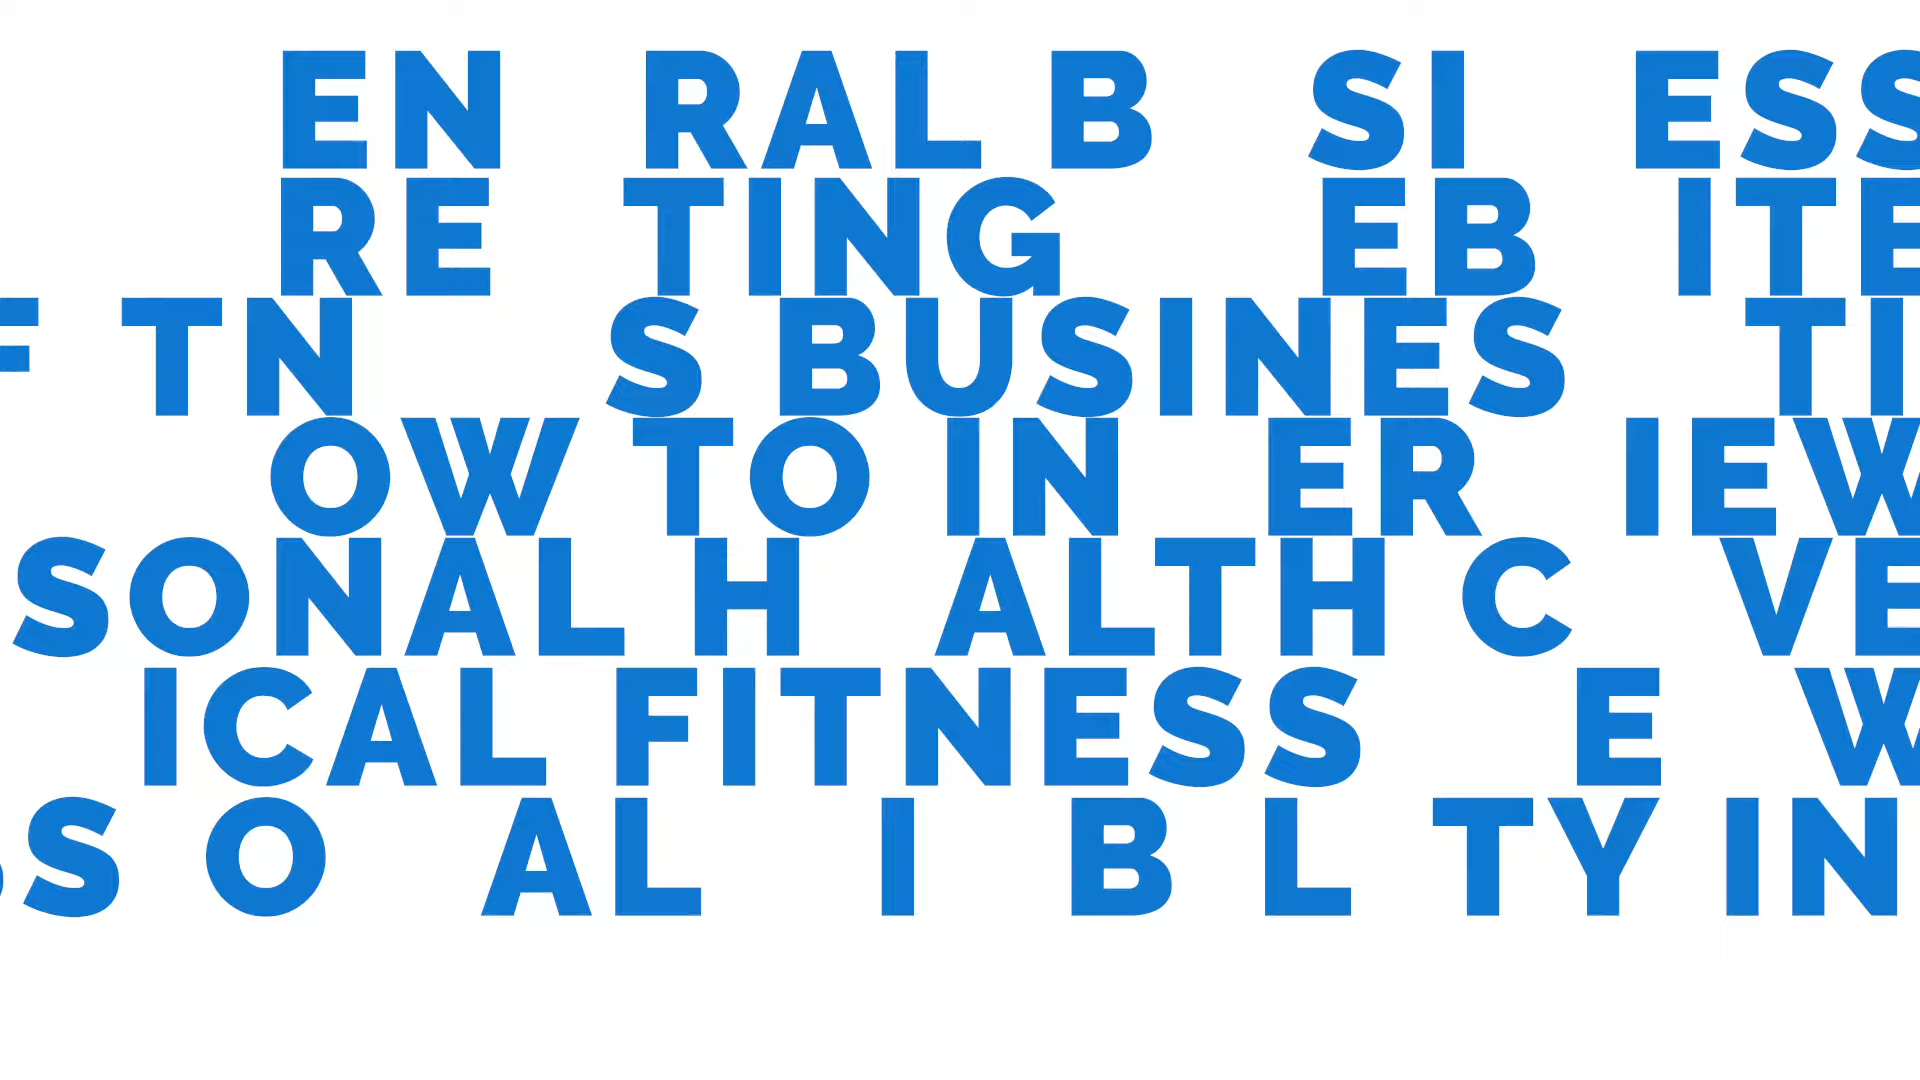 EN RAL B SI ESS
RE TING EB ITE
F TN S BUSINES TI
OW TO IN ER IEW
SONAL H ALTH C VE
ICAL FITNESS E W
S O AL I B L TY IN